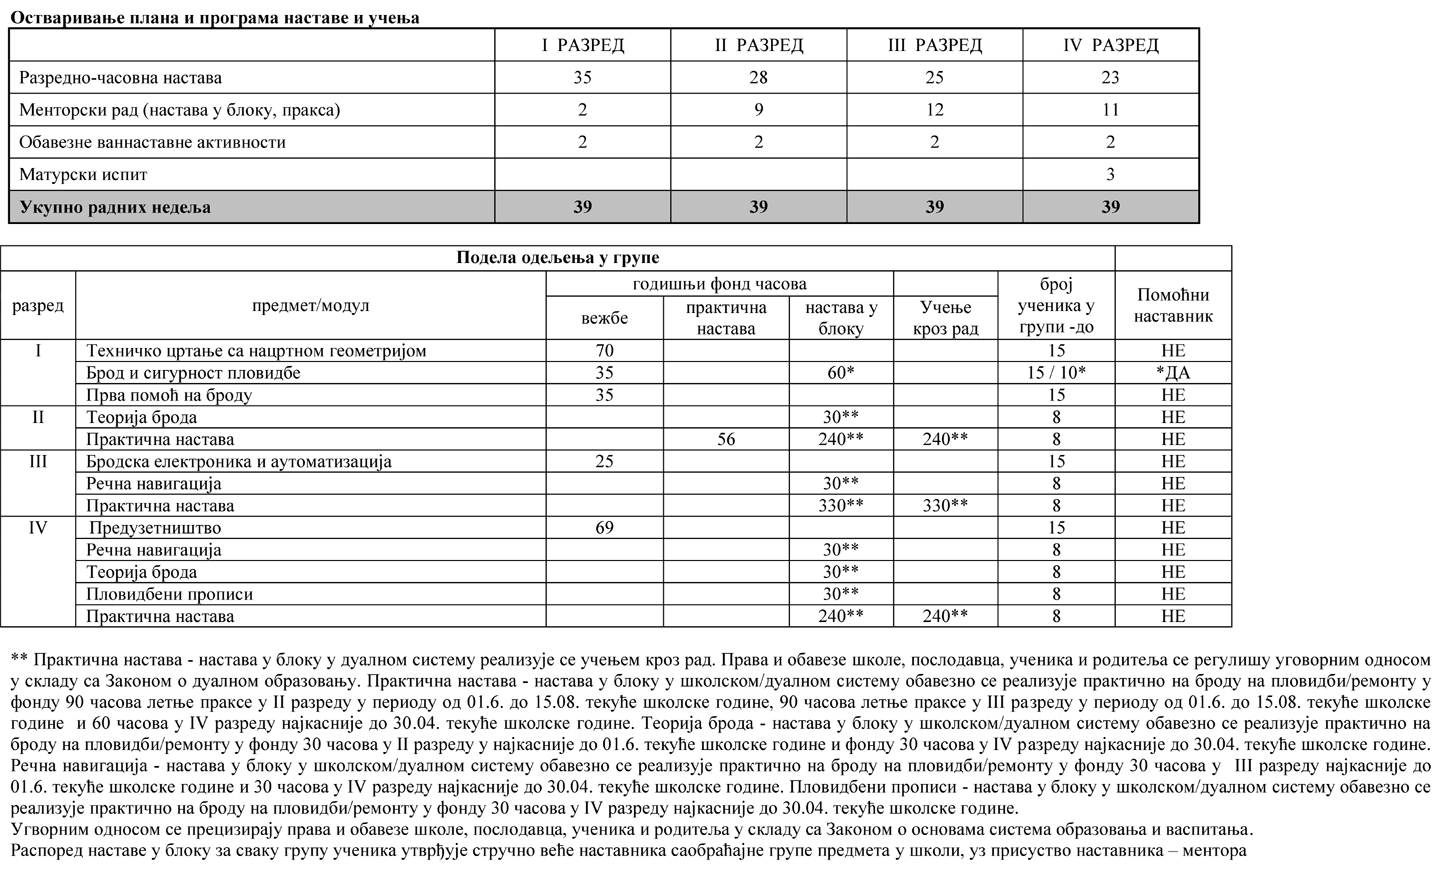 Остваривање плана и програма наставе и учења
I РАЗРЕД II РАЗРЕД III РАЗРЕД IV РАЗРЕД
Разредно-часовна настава 35 28 25 23
Менторски рад (настава у блоку, пракса) 2 9 12 11
Обавезне ваннаставне активности 2 2 2 2
Матурски испит 3
Укупно радних недеља 39 39 39 39
Подела одељења у групе
разред предмет/модул годишњи фонд часова број ученика у групи -до Помоћни наставник
вежбе практична настава настава у блоку Учење кроз рад
I Техничко цртање са нацртном геометријом 70 15 НЕ
Брод и сигурност пловидбе 35 60* 15 / 10* *ДА
Прва помоћ на броду 35 15 НЕ
II Теорија брода 30** 8 НЕ
Практична настава 56 240** 240** 8 НЕ
III Бродска електроника и аутоматизација 25 15 НЕ
Речна навигација 30** 8 НЕ
Практична настава 330** 330** 8 НЕ
IV Предузетништво 69 15 НЕ
Речна навигација 30** 8 НЕ
Теорија брода 30** 8 НЕ
Пловидбени прописи 30** 8 НЕ
Практична настава 240** 240** 8 НЕ
** Практична настава - настава у блоку у дуалном систему реализује се учењем кроз рад. Права и обавезе школе, послодавца, ученика и родитеља се регулишу уговорним односом
у складу са Законом о дуалном образовању. Практична настава - настава у блоку у школском/дуалном систему обавезно се реализује практично на броду на пловидби/ремонту у
фонду 90 часова летње праксе у II разреду у периоду од 01.6. до 15.08. текуће школске године, 90 часова летње праксе у III разреду у периоду од 01.6. до 15.08. текуће школске
године и 60 часова у IV разреду најкасније до 30.04. текуће школске године. Теорија брода - настава у блоку у школском/дуалном систему обавезно се реализује практично на
броду на пловидби/ремонту у фонду 30 часова у II разреду у најкасније до 01.6. текуће школске године и фонду 30 часова у IV разреду најкасније до 30.04. текуће школске године.
Речна навигација - настава у блоку у школском/дуалном систему обавезно се реализује практично на броду на пловидби/ремонту у фонду 30 часова у III разреду најкасније до
01.6. текуће школске године и 30 часова у IV разреду најкасније до 30.04. текуће школске године. Пловидбени прописи - настава у блоку у школском/дуалном систему обавезно се
реализује практично на броду на пловидби/ремонту у фонду 30 часова у IV разреду најкасније до 30.04. текуће школске године.
Угворним односом се прецизирају права и обавезе школе, послодавца, ученика и родитеља у складу са Законом о основама система образовања и васпитања.
Распоред наставе у блоку за сваку групу ученика утврђује стручно веће наставника саобраћајне групе предмета у школи, уз присуство наставника – ментора